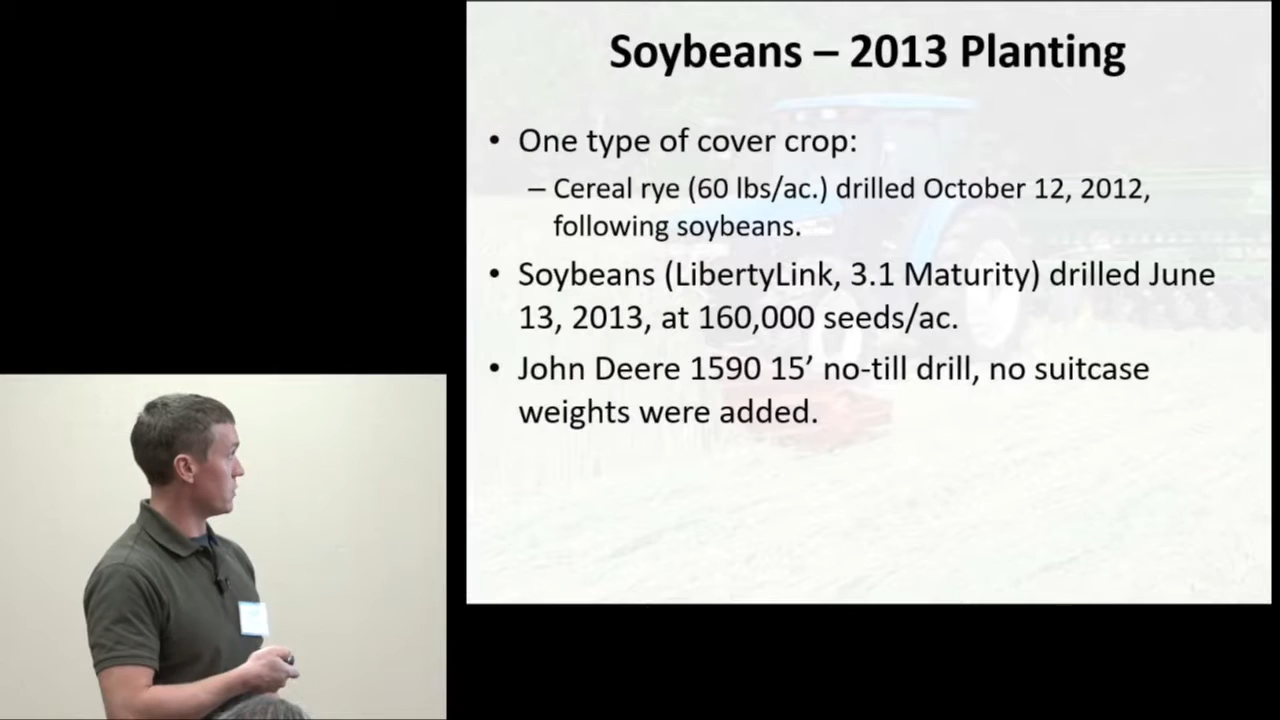 Soybeans – 2013 Planting
• One type of cover crop:
– Cereal rye (60 lbs/ac.) drilled October 12, 2012,
following soybeans.
• Soybeans (LibertyLink, 3.1 Maturity) drilled June
13, 2013, at 160,000 seeds/ac.
• John Deere 1590 15’ no-till drill, no suitcase
weights were added.